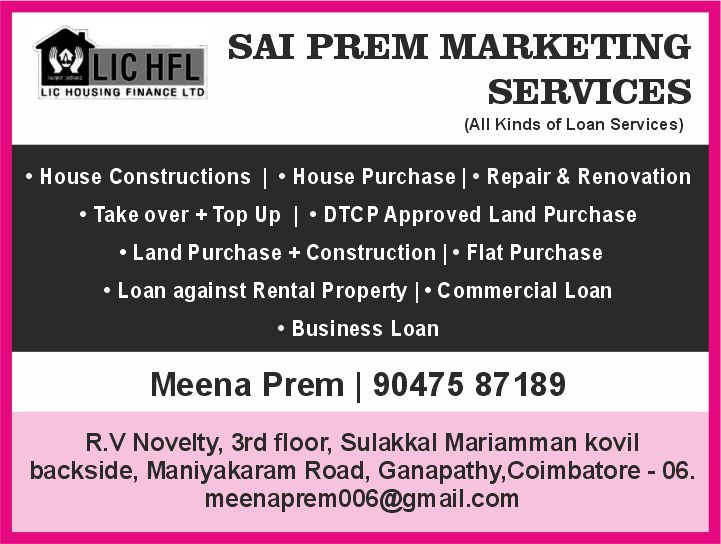 LIC HFL
LIC HOUSING FINANCE LTD
SAI PREM MARKETING
SERVICES
(All Kinds of Loan Services)
• House Constructions | • House Purchase | • Repair & Renovation
• Take over + Top Up | • DTCP Approved Land Purchase
• Land Purchase + Construction | • Flat Purchase
• Loan against Rental Property | • Commercial Loan
• Business Loan
Meena Prem | 90475 87189
R.V Novelty, 3rd floor, Sulakkal Mariamman kovil
backside, Maniyakaram Road, Ganapathy,Coimbatore - 06.
meenaprem006@gmail.com